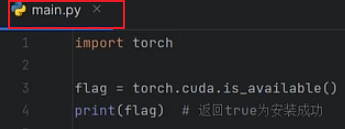 main.py ×
1 import torch
2
3 flag = torch.cuda.is_available()
4 print(flag) # 返回true为安装成功